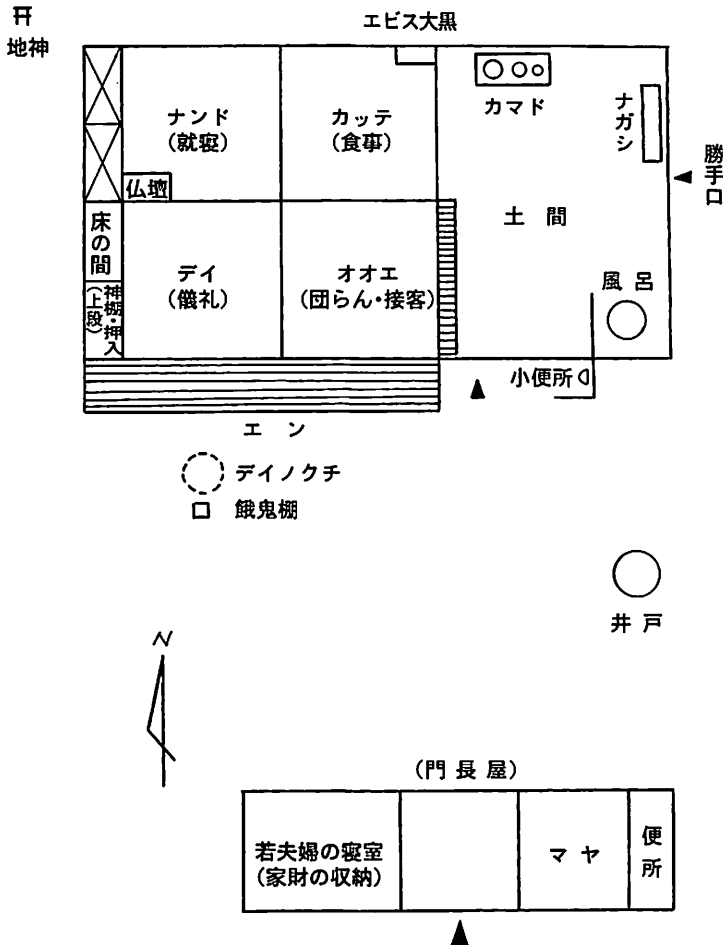 地神
エビス大黒
ナンド
(就寝)
カッテ
(食事)
カマド
ナガシ
勝手口
仏壇
床の間
神棚・押入
(上段)
デイ
(儀礼)
オオエ
(団らん・接客)
土間
風呂
小便所
エン
デイノクチ
餓鬼棚
井戸
N
(門長屋)
若夫婦の寝室
(家財の収納)
マヤ
便所